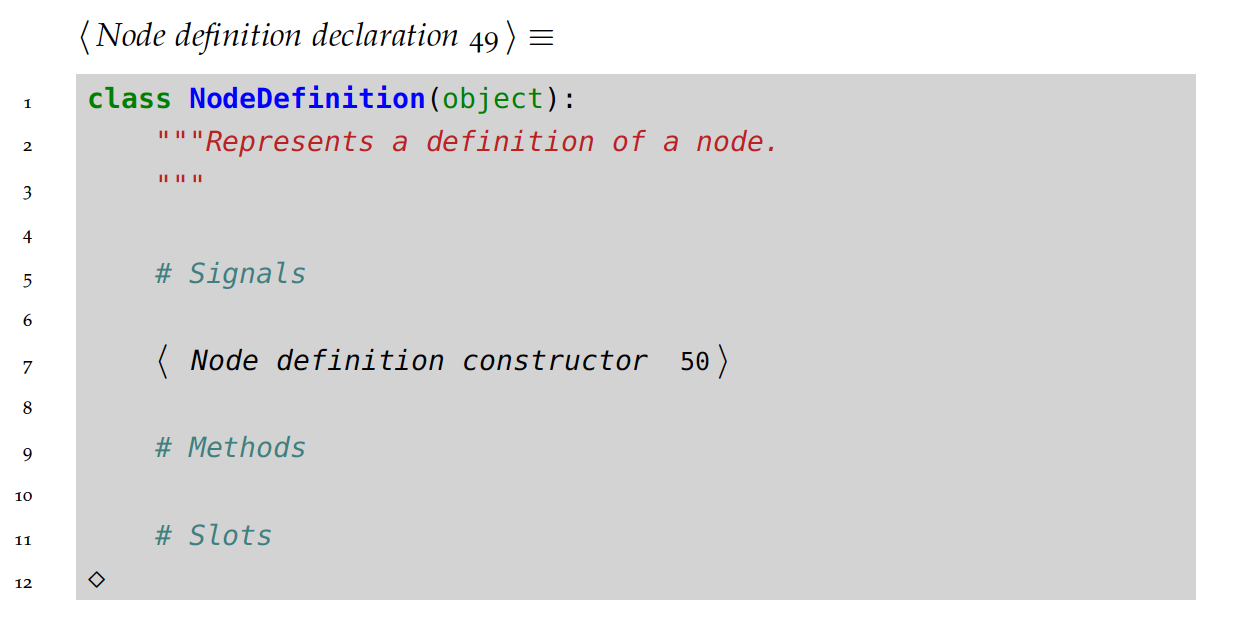 ⟨Node definition declaration 49⟩ ≡
1 class NodeDefinition(object):
2     """Represents a definition of a node.
3     """
4
5     # Signals
6
7     ⟨ Node definition constructor  50⟩
8
9     # Methods
10
11     # Slots
12 ◇